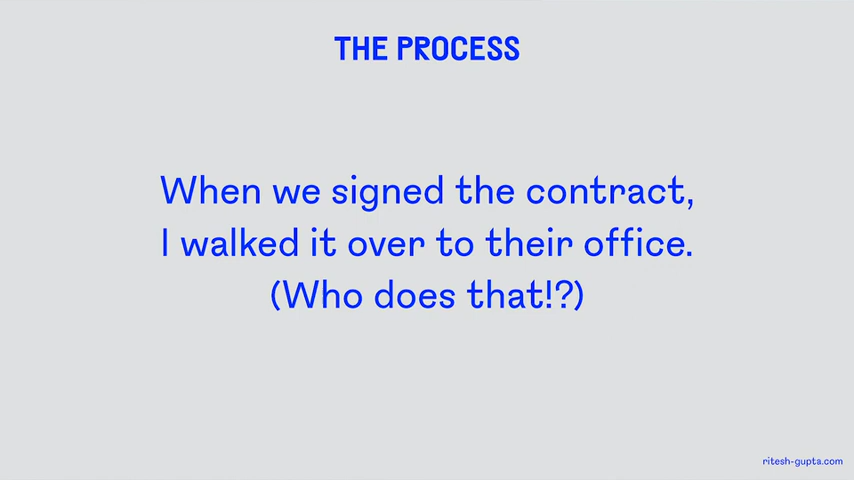 THE PROCESS
When we signed the contract,
I walked it over to their office.
(Who does that!?)
ritesh-gupta.com